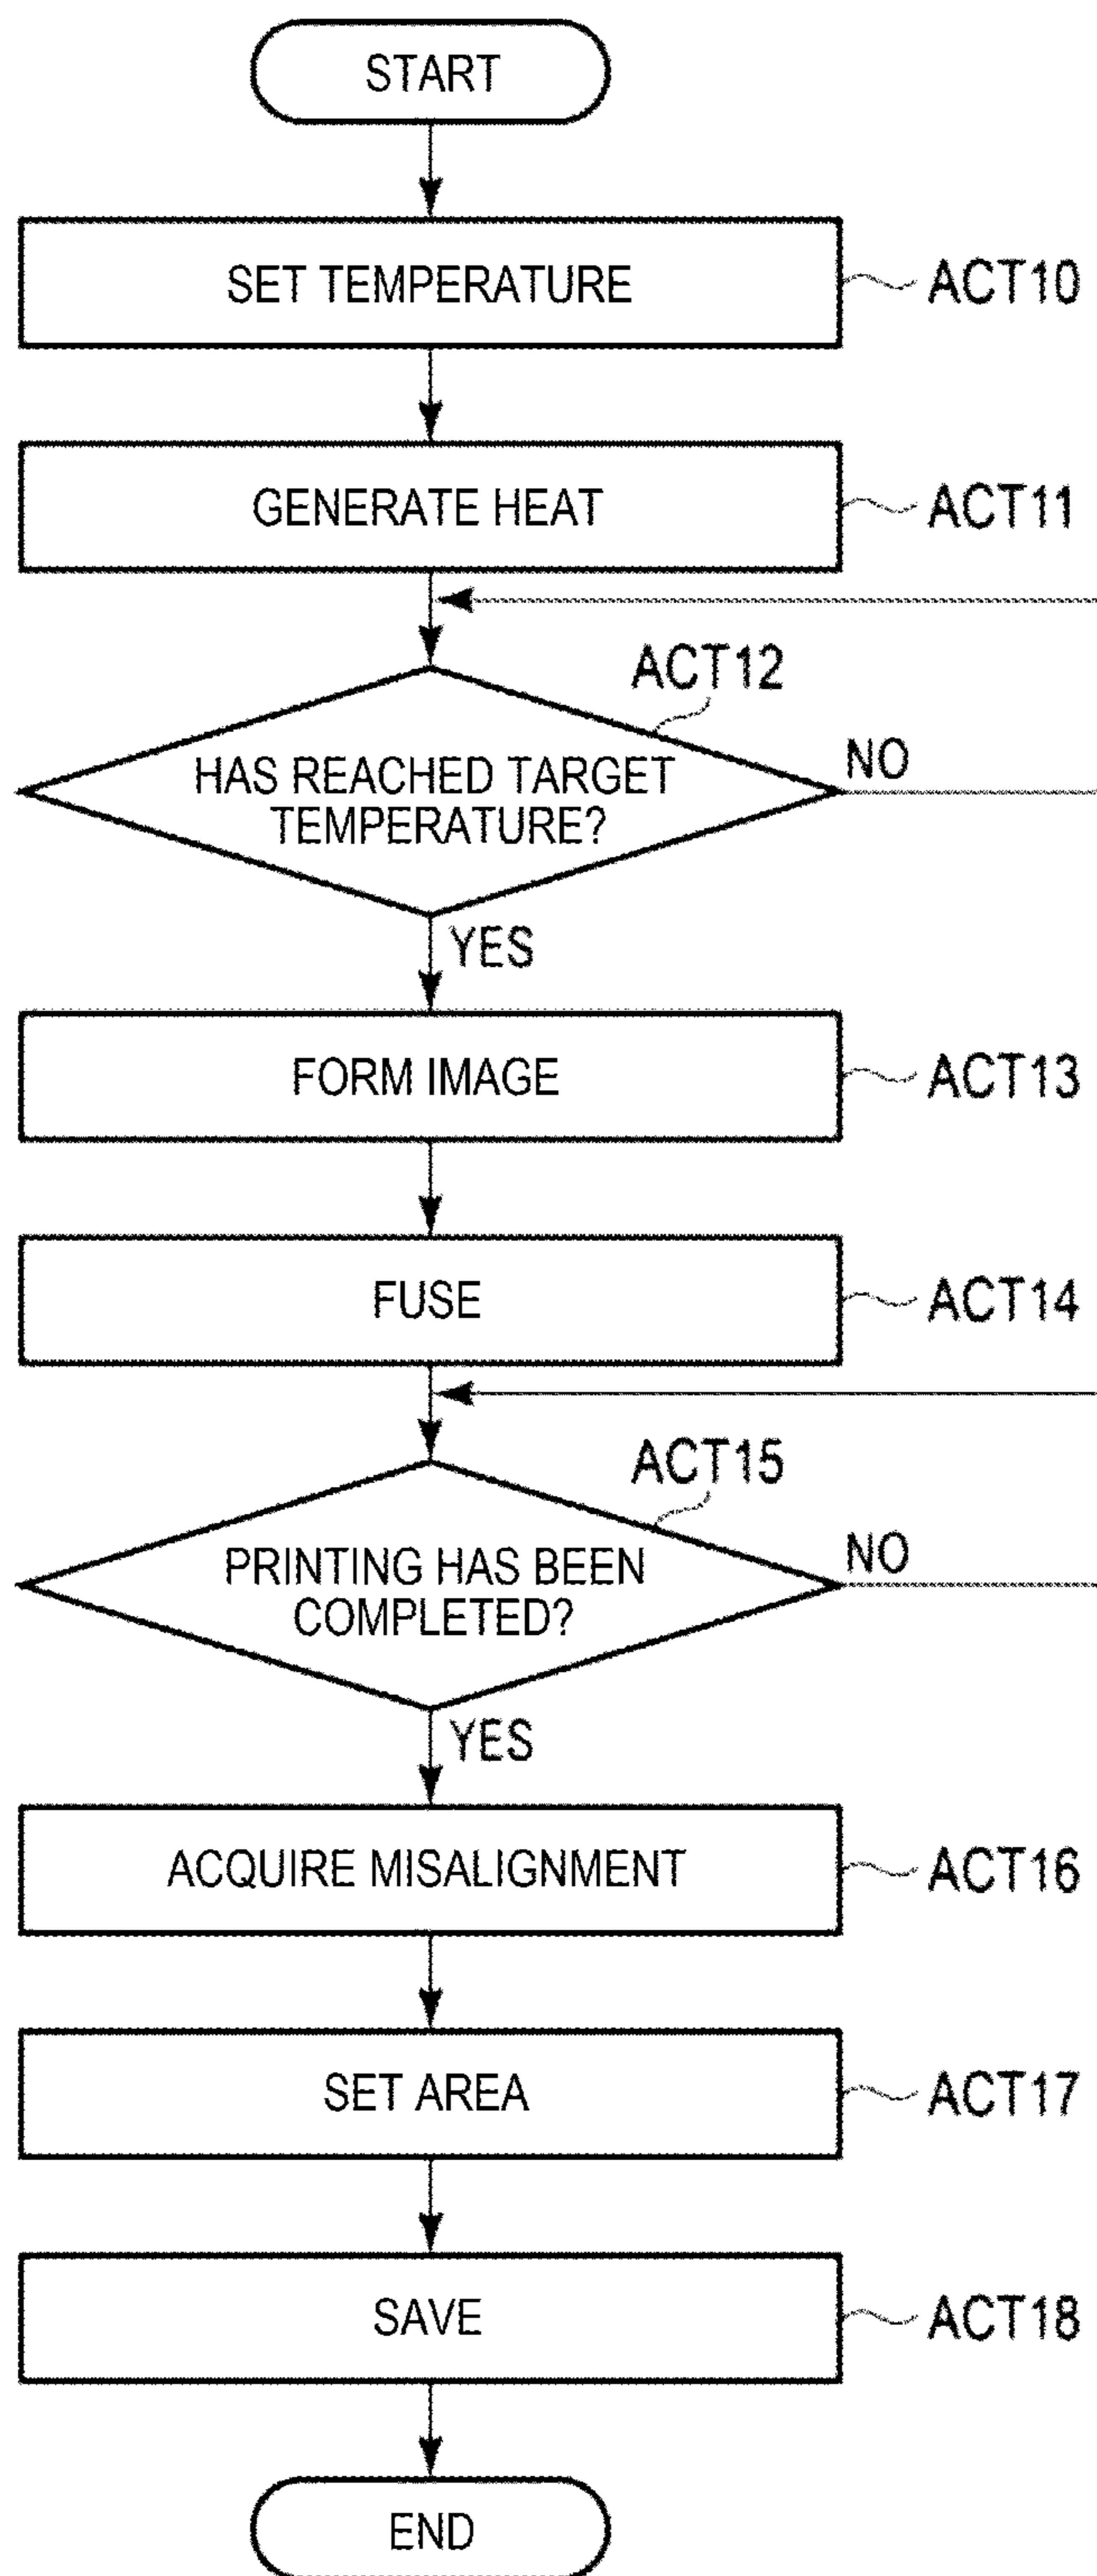 START
SET TEMPERATURE
ACT10
GENERATE HEAT
ACT11
ACT12
HAS REACHED TARGET
TEMPERATURE?
NO
YES
FORM IMAGE
ACT13
FUSE
ACT14
ACT15
PRINTING HAS BEEN
COMPLETED?
NO
YES
ACQUIRE MISALIGNMENT
ACT16
SET AREA
ACT17
SAVE
ACT18
END